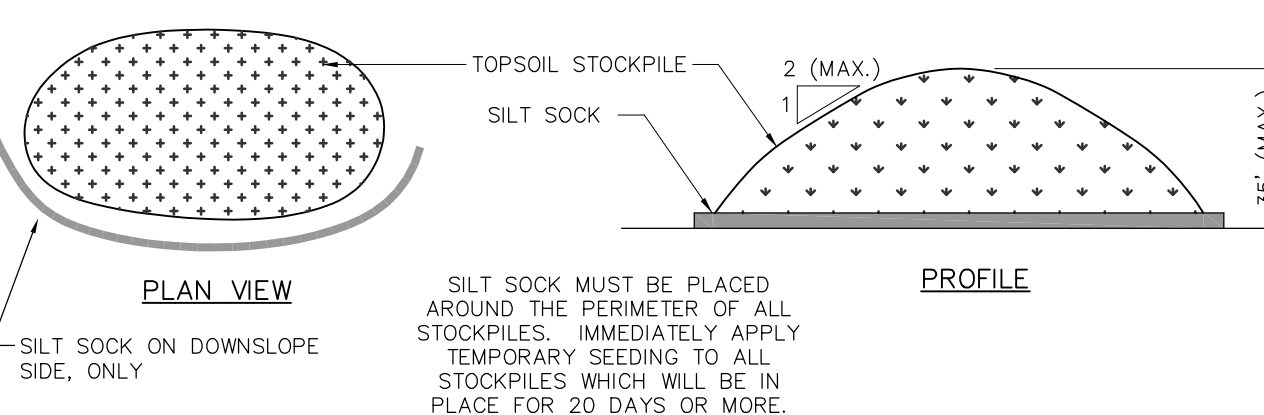 TOPSOIL STOCKPILE
SILT SOCK
2 (MAX.)
1
35' (MAX.)
PLAN VIEW
SILT SOCK ON DOWNSLOPE
SIDE, ONLY
SILT SOCK MUST BE PLACED
AROUND THE PERIMETER OF ALL
STOCKPILES. IMMEDIATELY APPLY
TEMPORARY SEEDING TO ALL
STOCKPILES WHICH WILL BE IN
PLACE FOR 20 DAYS OR MORE.
PROFILE